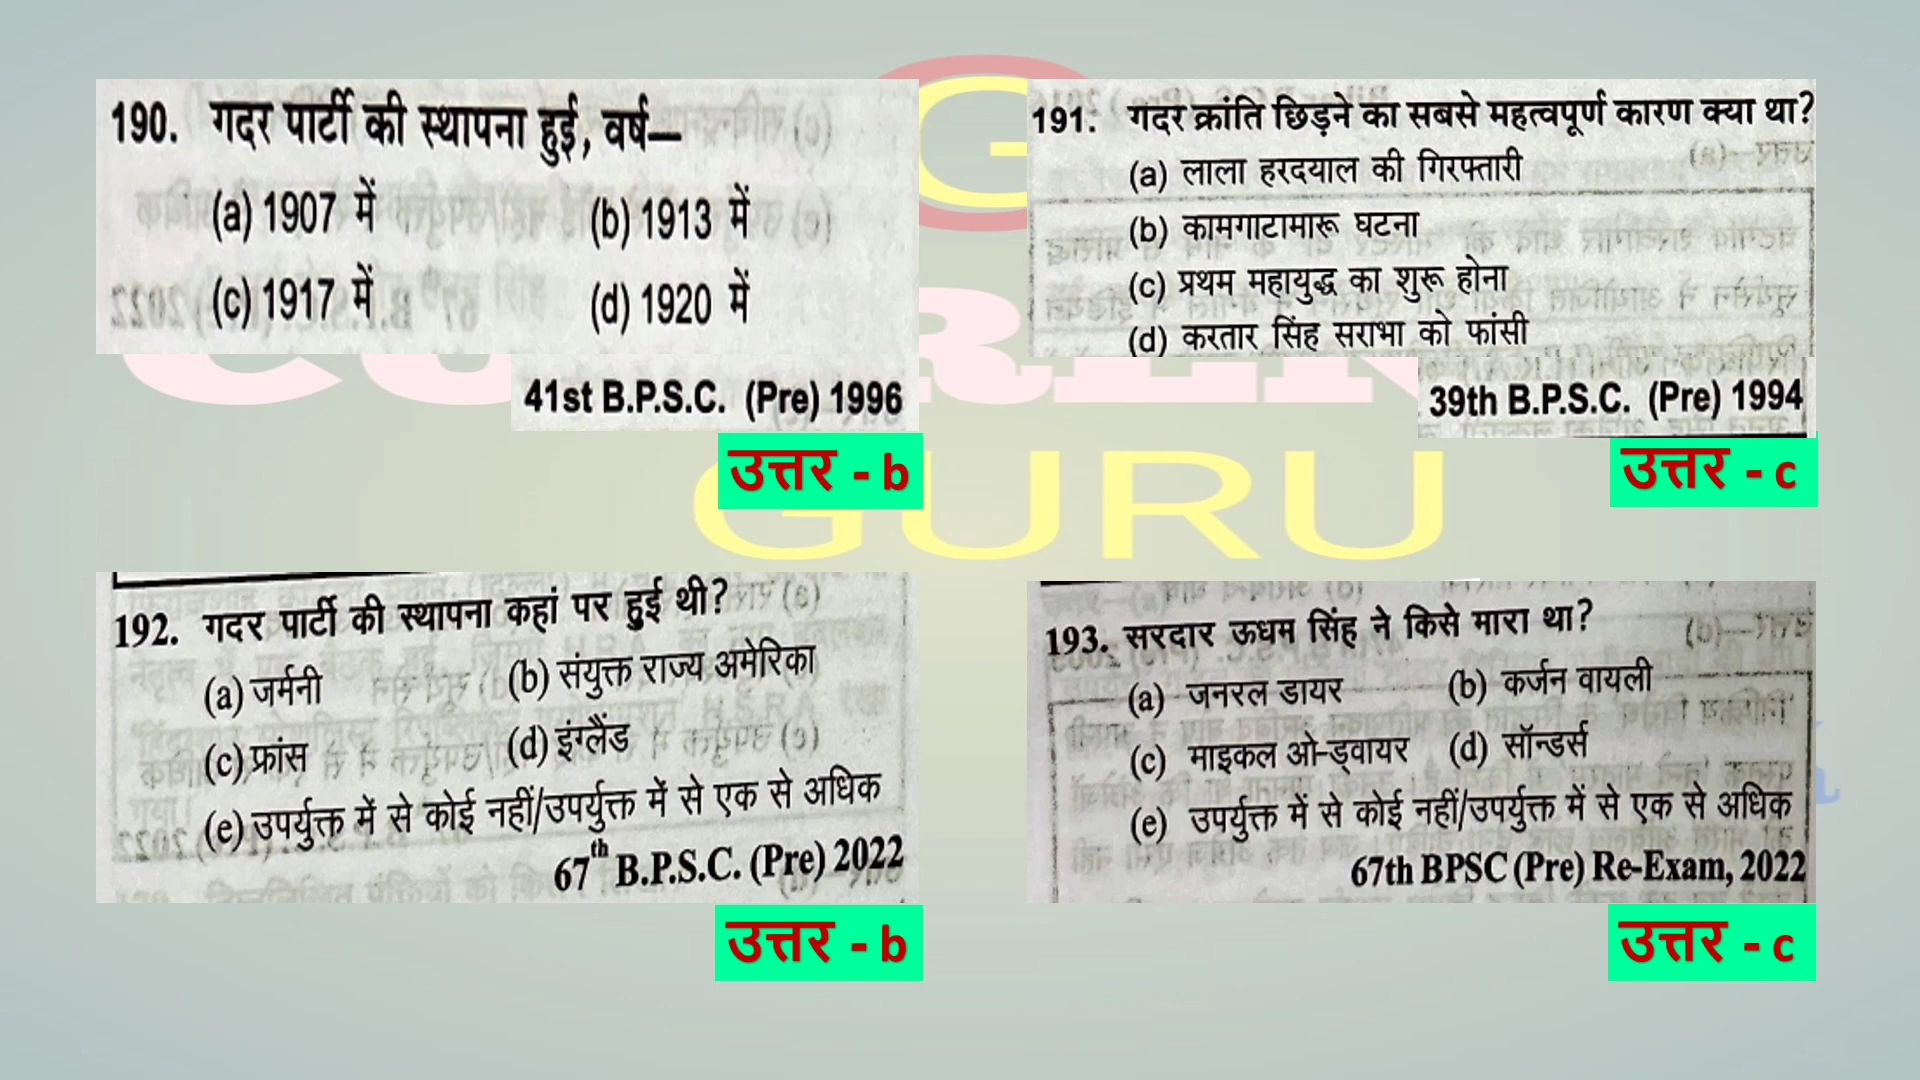 190. गदर पार्टी की स्थापना हुई, वर्ष—
(a) 1907 में (b) 1913 में
(c) 1917 में (d) 1920 में
41st B.P.S.C. (Pre) 1996
उत्तर - b
191. गदर क्रांति छिड़ने का सबसे महत्वपूर्ण कारण क्या था?
(a) लाला हरदयाल की गिरफ्तारी
(b) कामगाटामारू घटना
(c) प्रथम महायुद्ध का शुरू होना
(d) करतार सिंह सराभा को फांसी
39th B.P.S.C. (Pre) 1994
उत्तर - c
192. गदर पार्टी की स्थापना कहां पर हुई थी?
(a) जर्मनी (b) संयुक्त राज्य अमेरिका
(c) फ्रांस (d) इंग्लैंड
(e) उपर्युक्त में से कोई नहीं/उपर्युक्त में से एक से अधिक
67th B.P.S.C. (Pre) 2022
उत्तर - b
193. सरदार ऊधम सिंह ने किसे मारा था?
(a) जनरल डायर (b) कर्जन वायली
(c) माइकल ओ-ड्वायर (d) सॉन्डर्स
(e) उपर्युक्त में से कोई नहीं/उपर्युक्त में से एक से अधिक
67th BPSC (Pre) Re-Exam, 2022
उत्तर - c
GURU